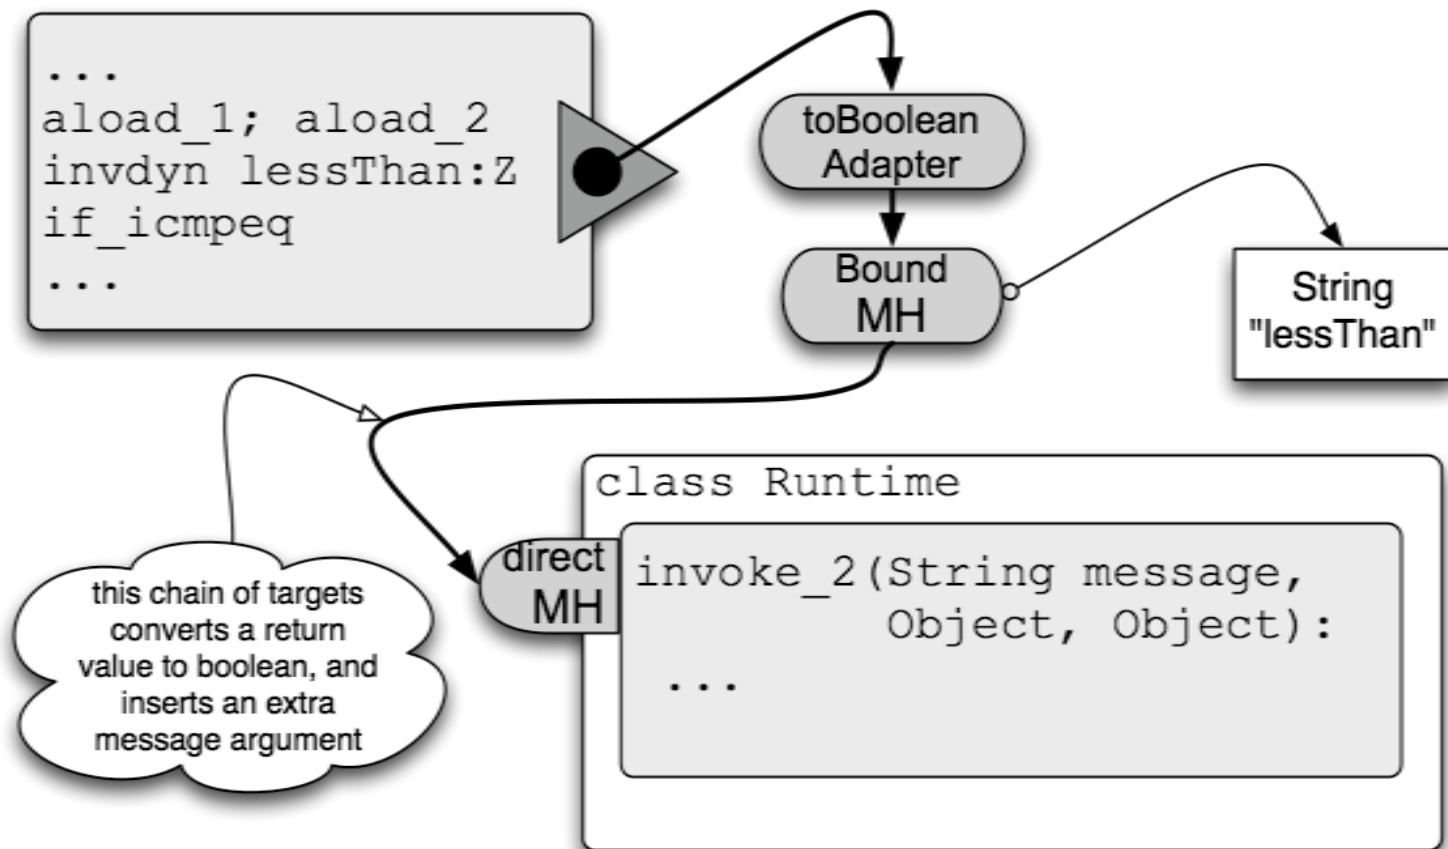 ...
aload_1; aload_2
invdyn lessThan:Z
if_icmpeq
...
toBoolean
Adapter
Bound
MH
String
"lessThan"
class Runtime
direct
MH
invoke_2(String message,
Object, Object):
...
this chain of targets
converts a return
value to boolean, and
inserts an extra
message argument